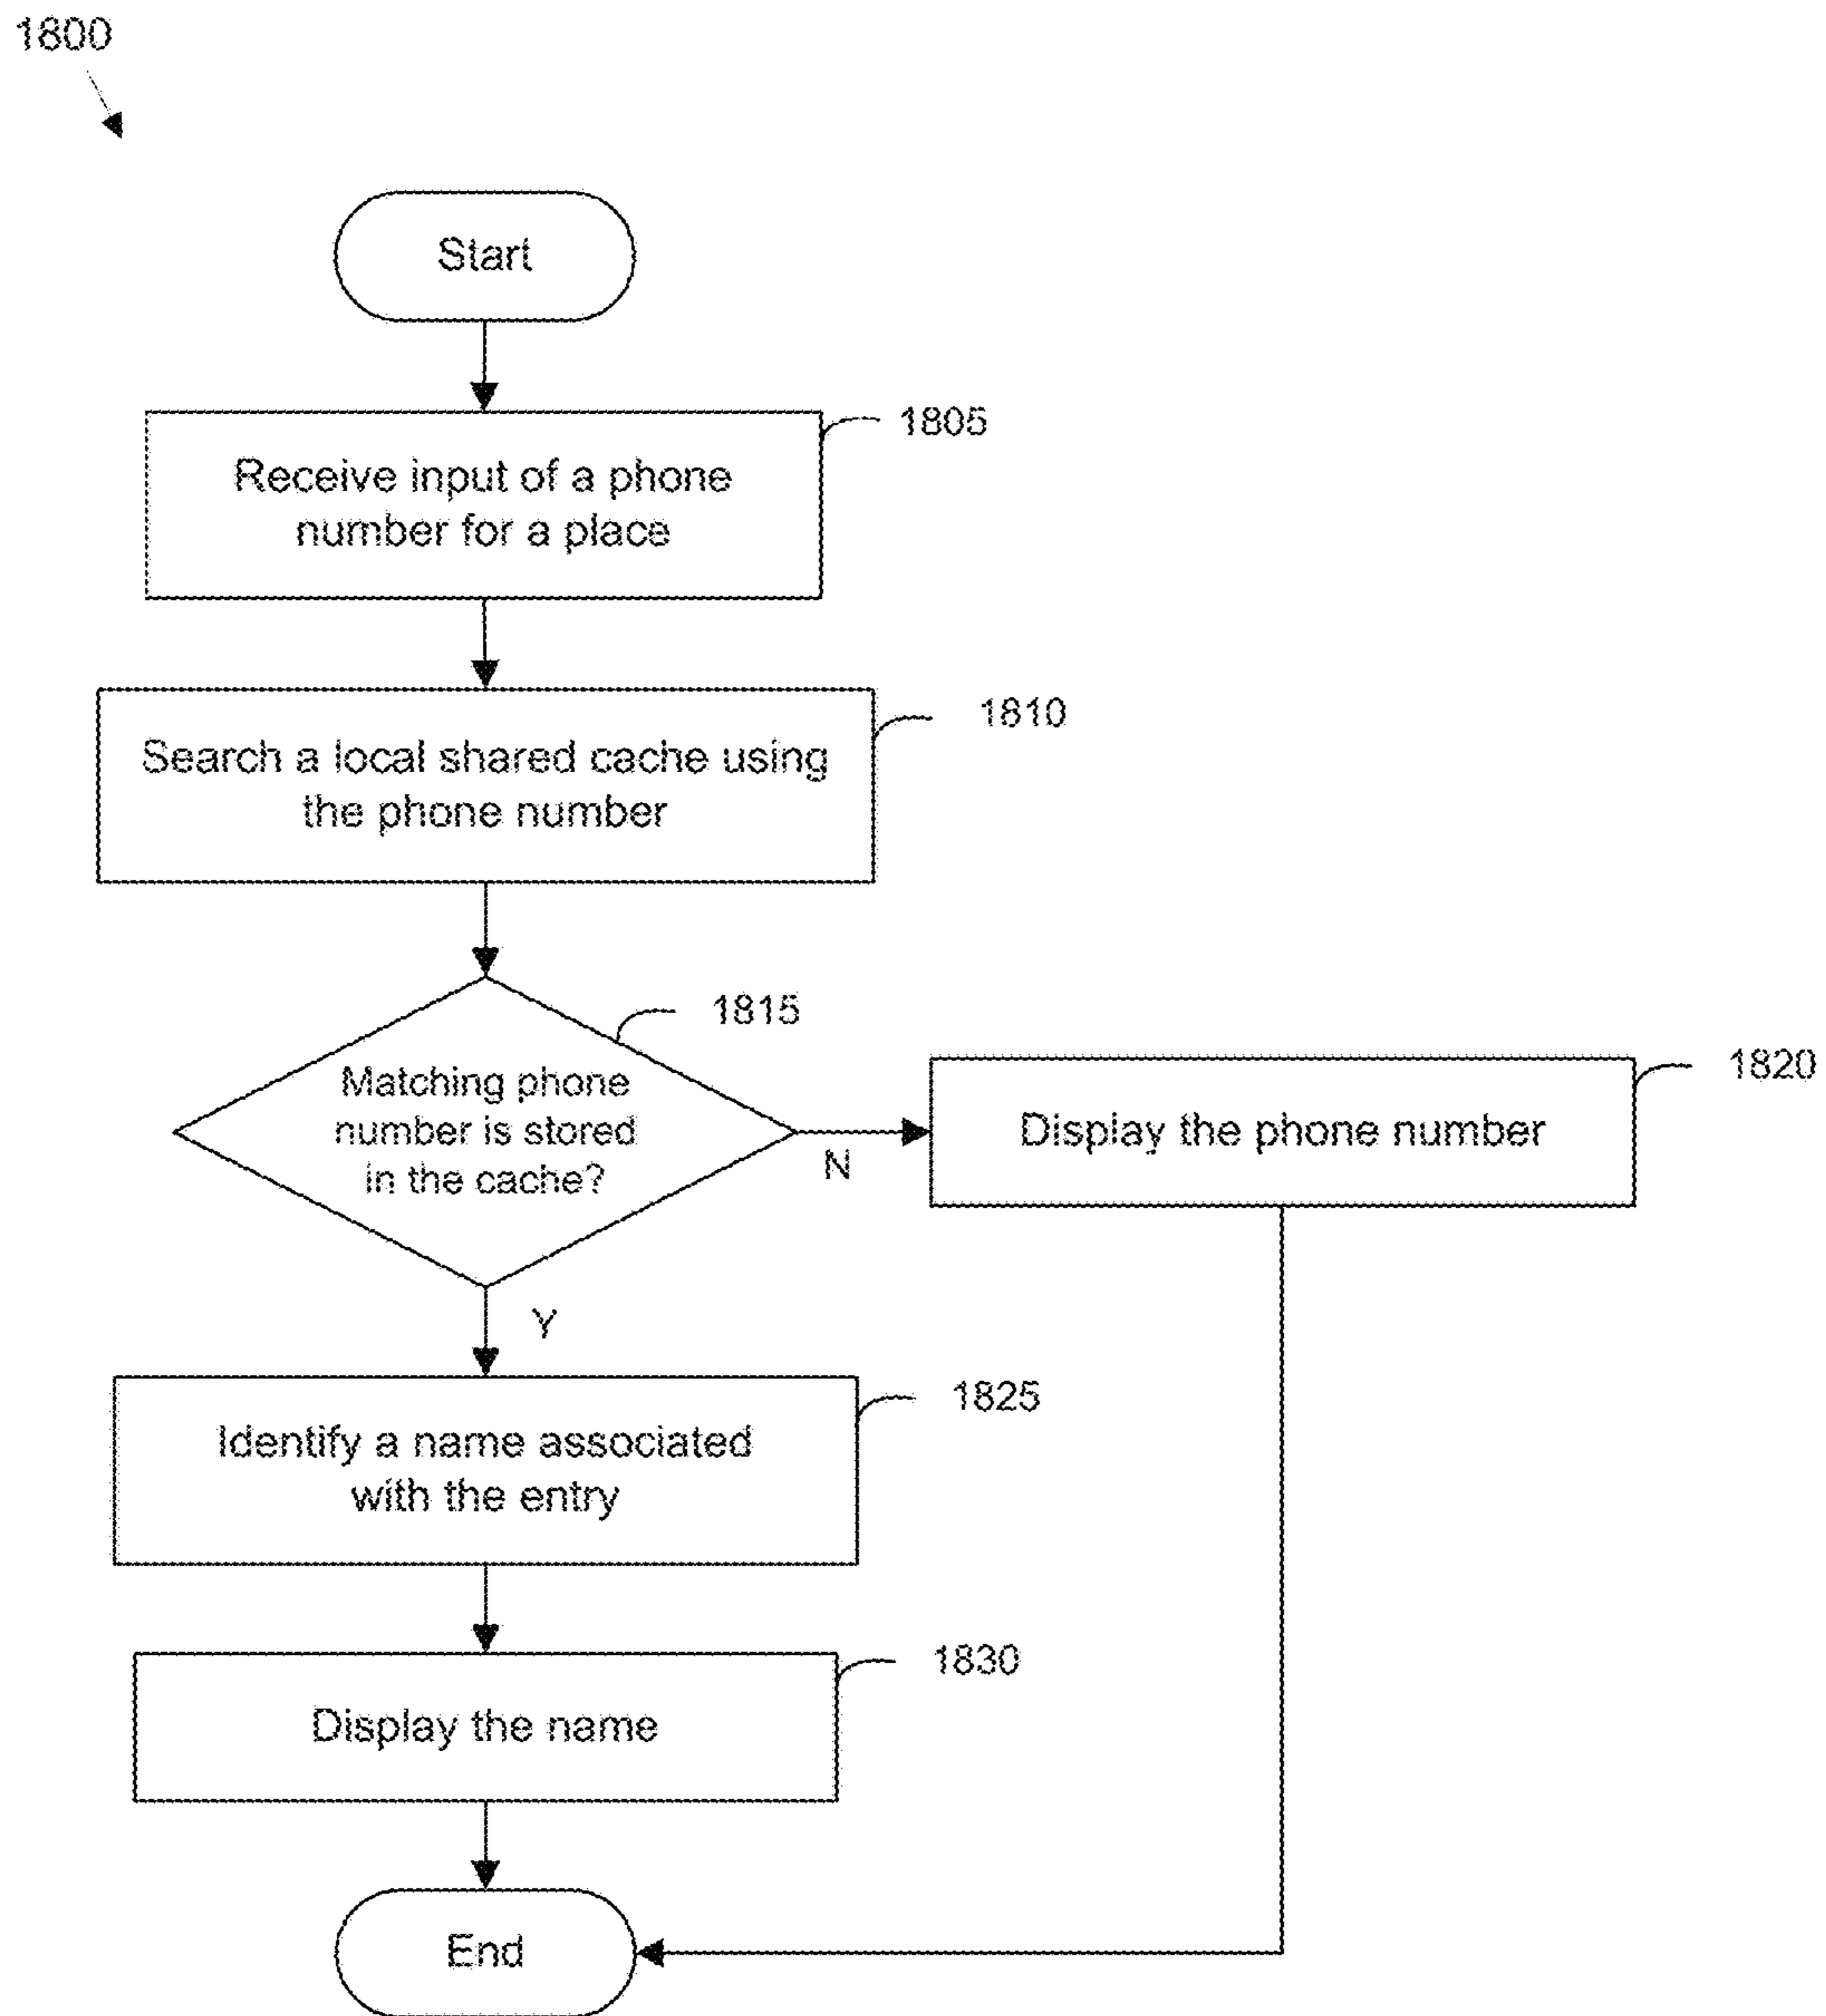 1800
Start
1805
Receive input of a phone
number for a place
1810
Search a local shared cache using
the phone number
1815
Matching phone
number is stored
in the cache?
N
1820
Display the phone number
Y
1825
Identify a name associated
with the entry
1830
Display the name
End